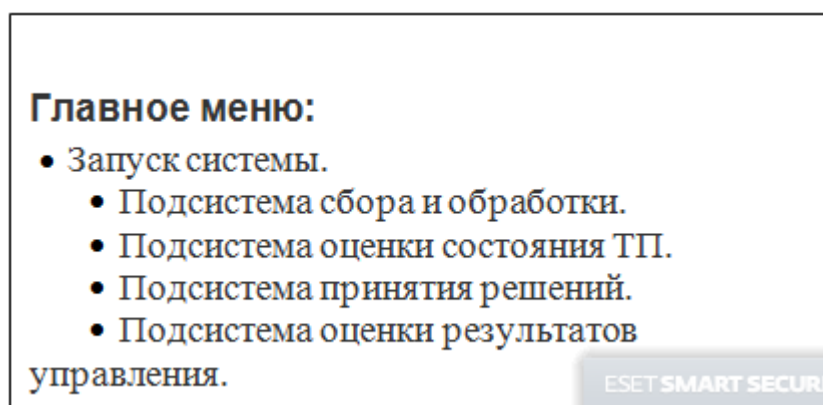 Главное меню:
• Запуск системы.
• Подсистема сбора и обработки.
• Подсистема оценки состояния ТП.
• Подсистема принятия решений.
• Подсистема оценки результатов
управления.
ESET SMART SECUR